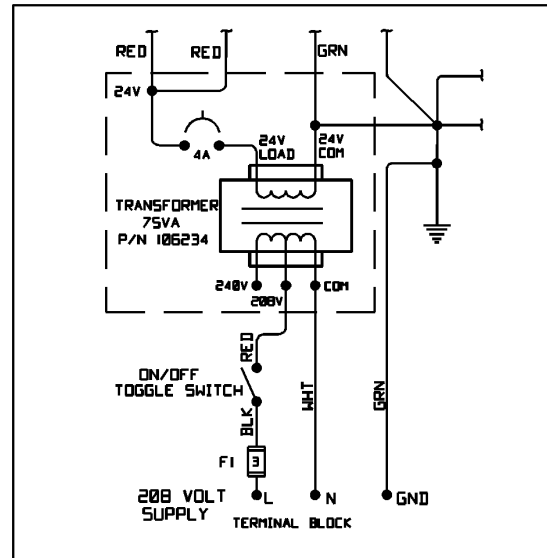 RED
RED
GRN
24V
4A
24V
LOAD
24V
COM
TRANSFORMER
75VA
P/N 106234
240V
208V
COM
RED
ON/OFF
TOGGLE SWITCH
BLK
WHT
GRN
F1
3
208 VOLT
SUPPLY
L
N
GND
TERMINAL BLOCK